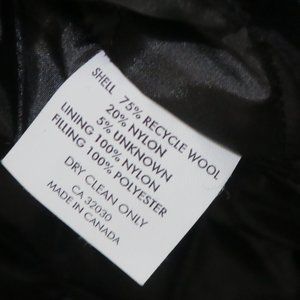 SHELL 75% RECYCLE WOOL
20% NYLON
5% UNKNOWN
LINING 100% NYLON
FILLING 100% POLYESTER
DRY CLEAN ONLY
CA 32030
MADE IN CANADA